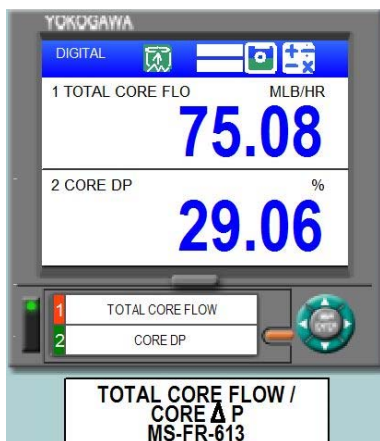 YOKOGAWA
DIGITAL
1 TOTAL CORE FLO MLB/HR
75.08
2 CORE DP %
29.06
1 TOTAL CORE FLOW
2 CORE DP
TOTAL CORE FLOW /
CORE Δ P
MS-FR-613